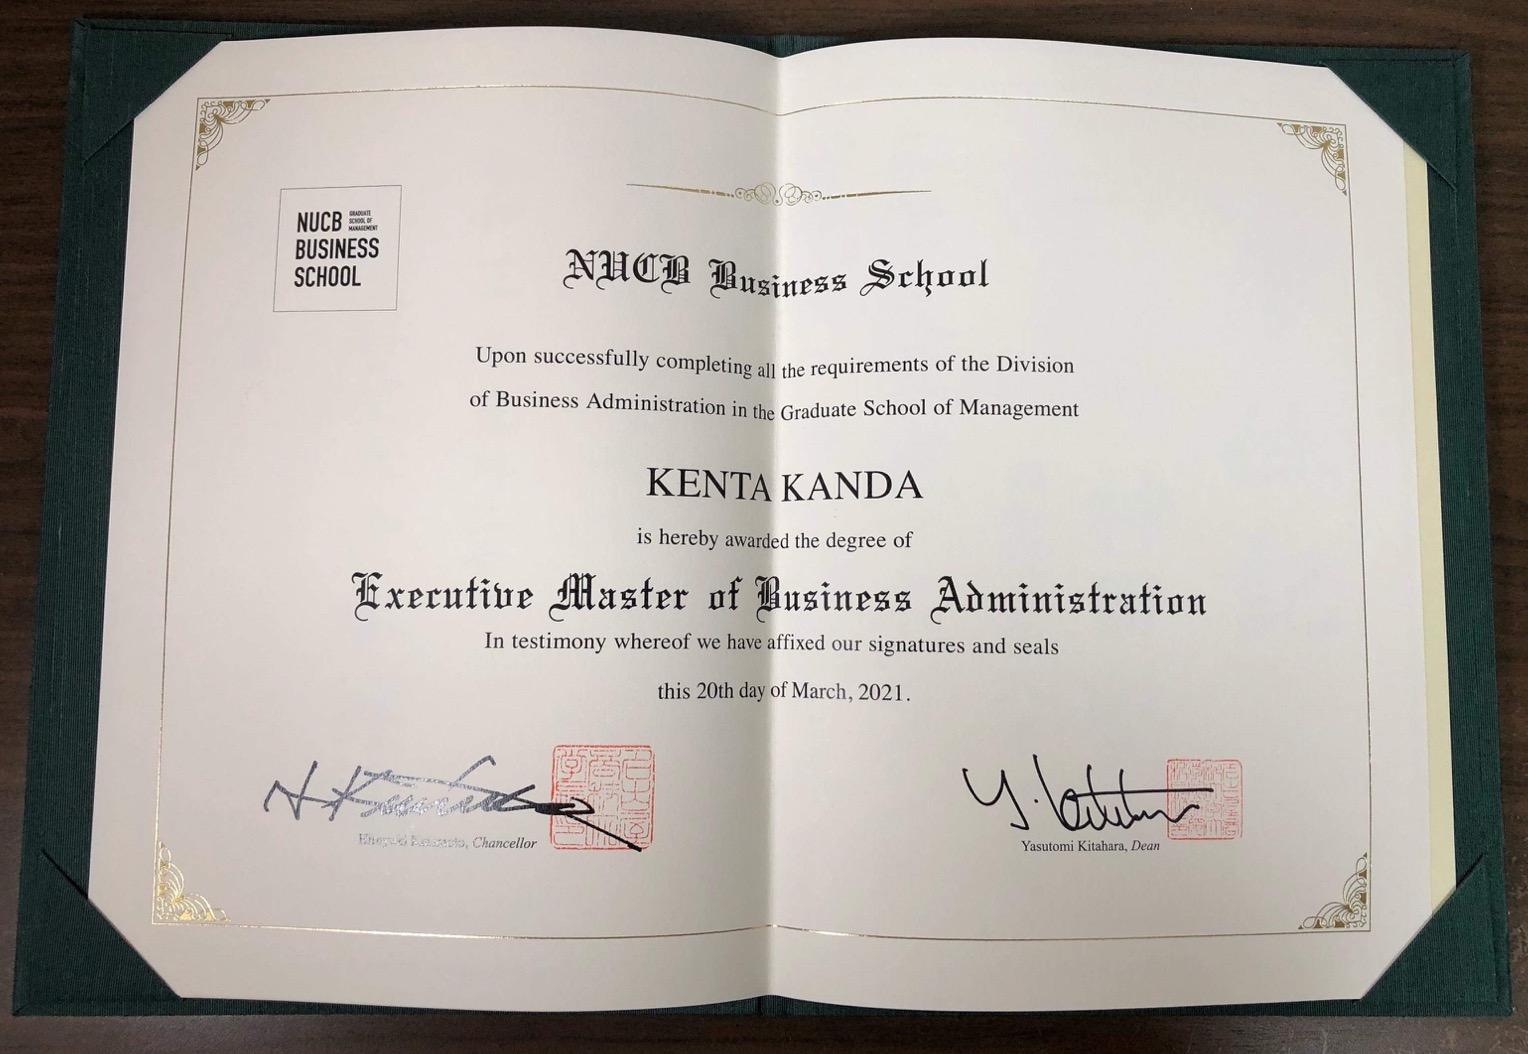 NUCB GRADUATE SCHOOL OF MANAGEMENT
BUSINESS
SCHOOL
NUCB Business School
Upon successfully completing all the requirements of the Division
of Business Administration in the Graduate School of Management
KENTA KANDA
is hereby awarded the degree of
Executive Master of Business Administration
In testimony whereof we have affixed our signatures and seals
this 20th day of March, 2021.
Chancellor
Y. Kitahara
Yasutomi Kitahara, Dean